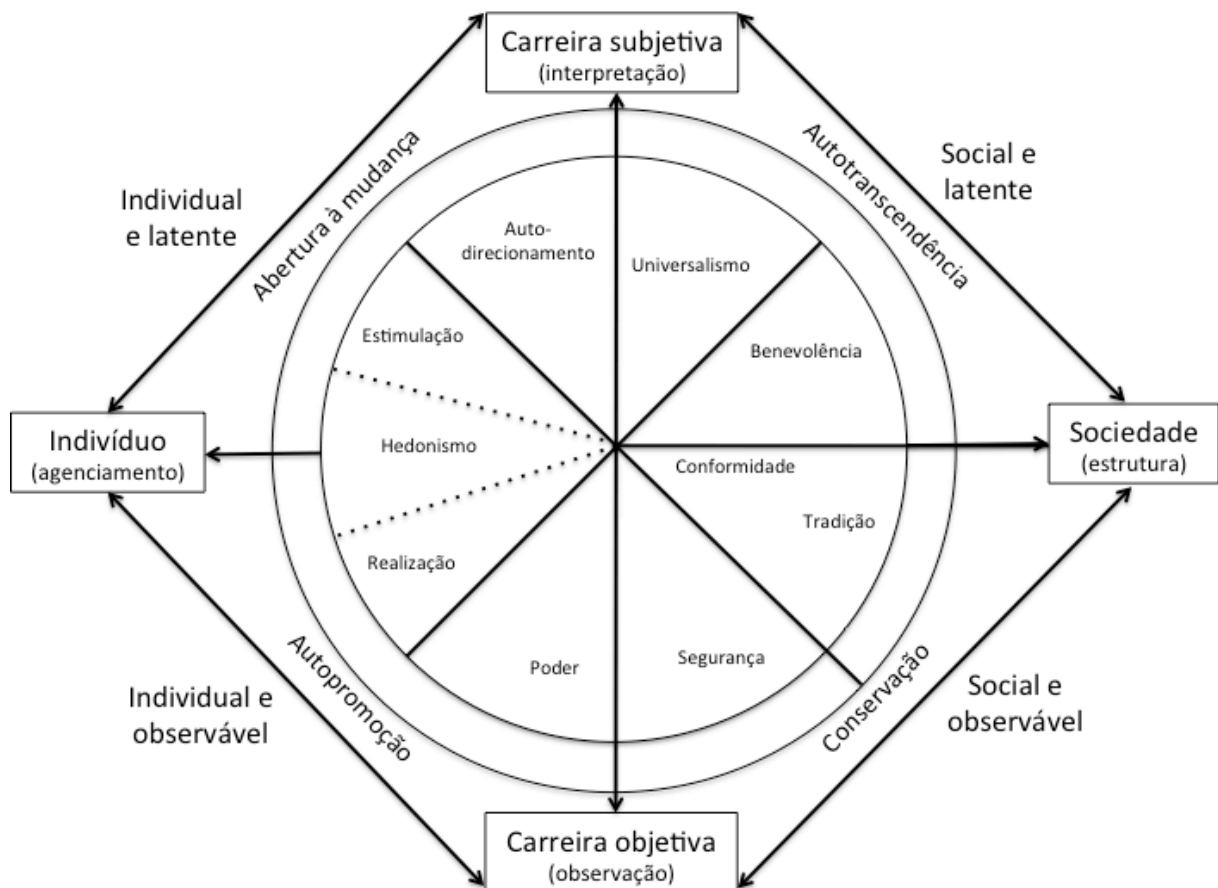 Carreira subjetiva
(interpretação)
Individual
e latente
Abertura à mudança
Autotranscendência
Social e
latente
Auto-
direcionamento
Universalismo
Estimulação
Benevolência
Indivíduo
(agenciamento)
Hedonismo
Conformidade
Sociedade
(estrutura)
Tradição
Realização
Poder
Segurança
Individual e
observável
Autopromoção
Conservação
Social e
observável
Carreira objetiva
(observação)